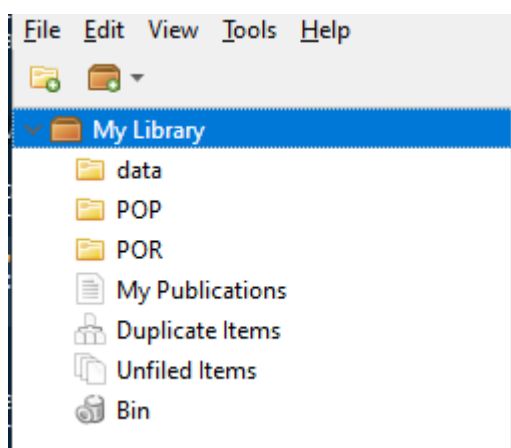 File Edit View Tools Help
My Library
data
POP
POR
My Publications
Duplicate Items
Unfiled Items
Bin